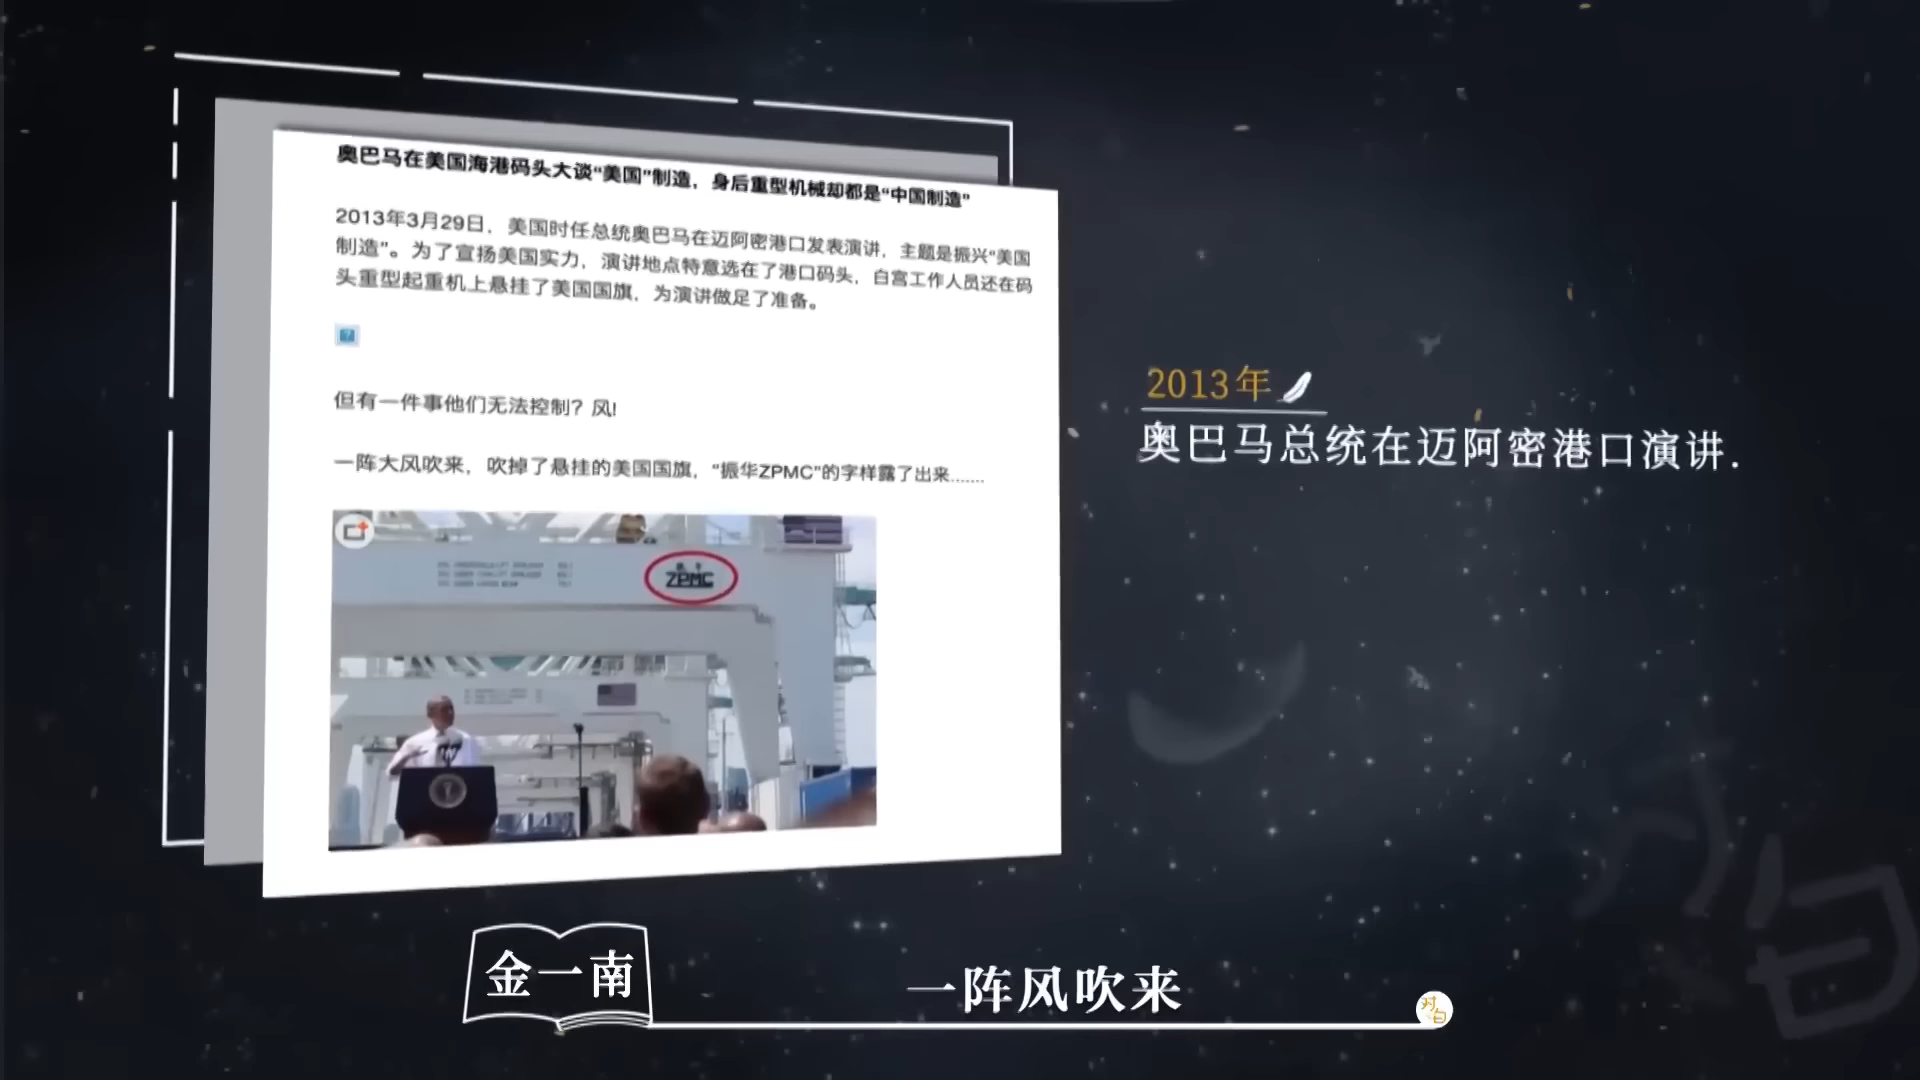 奥巴马在美国海港码头大谈“美国”制造，身后重型机械却都是“中国制造”
2013年3月29日，美国时任总统奥巴马在迈阿密港口发表演讲，主题是振兴“美国
制造”。为了宣扬美国实力，演讲地点特意选在了港口码头，白宫工作人员还在码
头重型起重机上悬挂了美国国旗，为演讲做足了准备。
但有一件事他们无法控制？风!
一阵大风吹来，吹掉了悬挂的美国国旗，“振华ZPMC”的字样露了出来.......
ZPMC
2013年
奥巴马总统在迈阿密港口演讲.
金一南
一阵风吹来
对白
对白